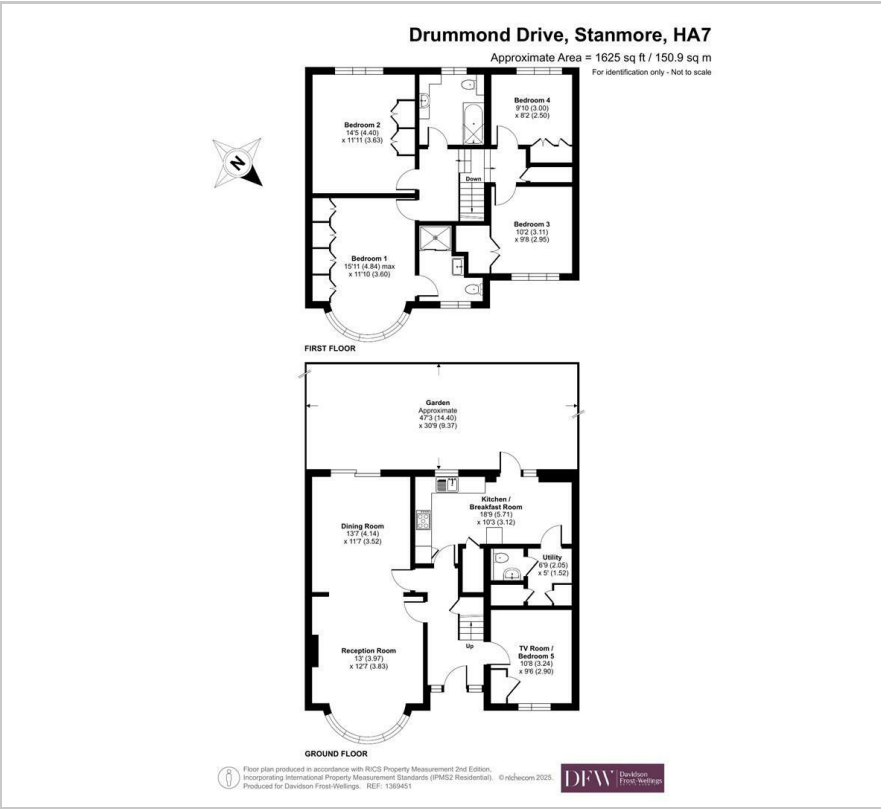 Drummond Drive, Stanmore, HA7
Approximate Area = 1625 sq ft / 150.9 sq m
For identification only - Not to scale
N
Bedroom 2
14'5 (4.40)
x 11'11 (3.63)
Bedroom 4
9'10 (3.00)
x 8'2 (2.50)
Down
Bedroom 3
10'2 (3.11)
x 9'8 (2.95)
Bedroom 1
15'11 (4.84) max
x 11'10 (3.60)
FIRST FLOOR
Garden
Approximate
47'3 (14.40)
x 30'9 (9.37)
Kitchen /
Breakfast Room
18'9 (5.71)
x 10'3 (3.12)
Dining Room
13'7 (4.14)
x 11'7 (3.52)
Utility
6'9 (2.05)
x 5' (1.52)
Up
TV Room /
Bedroom 5
10'8 (3.24)
x 9'6 (2.90)
Reception Room
13' (3.97)
x 12'7 (3.83)
GROUND FLOOR
Floor plan produced in accordance with RICS Property Measurement 2nd Edition,
Incorporating International Property Measurement Standards (IPMS2 Residential). © nichecom 2025.
Produced for Davidson Frost-Wellings. REF: 1369451
DFW
Davidson
Frost-Wellings